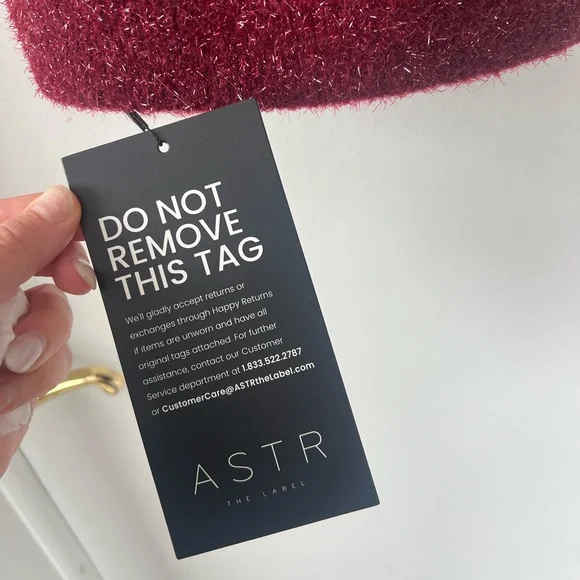 DO NOT
REMOVE
THIS TAG
We'll gladly accept returns or
exchanges through Happy Returns
if items are unworn and have all
original tags attached. For further
assistance, contact our Customer
Service department at 1.833.522.2787
or CustomerCare@ASTRtheLabel.com
ASTR
THE LABEL